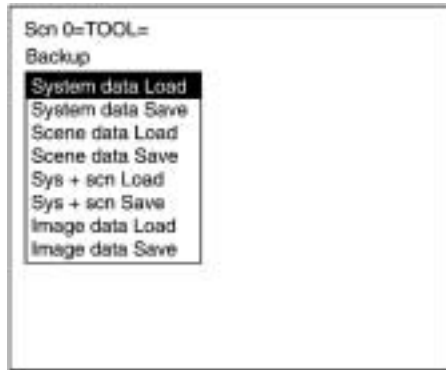 Scn 0=TOOL=
Backup
System data Load
System data Save
Scene data Load
Scene data Save
Sys + scn Load
Sys + scn Save
Image data Load
Image data Save